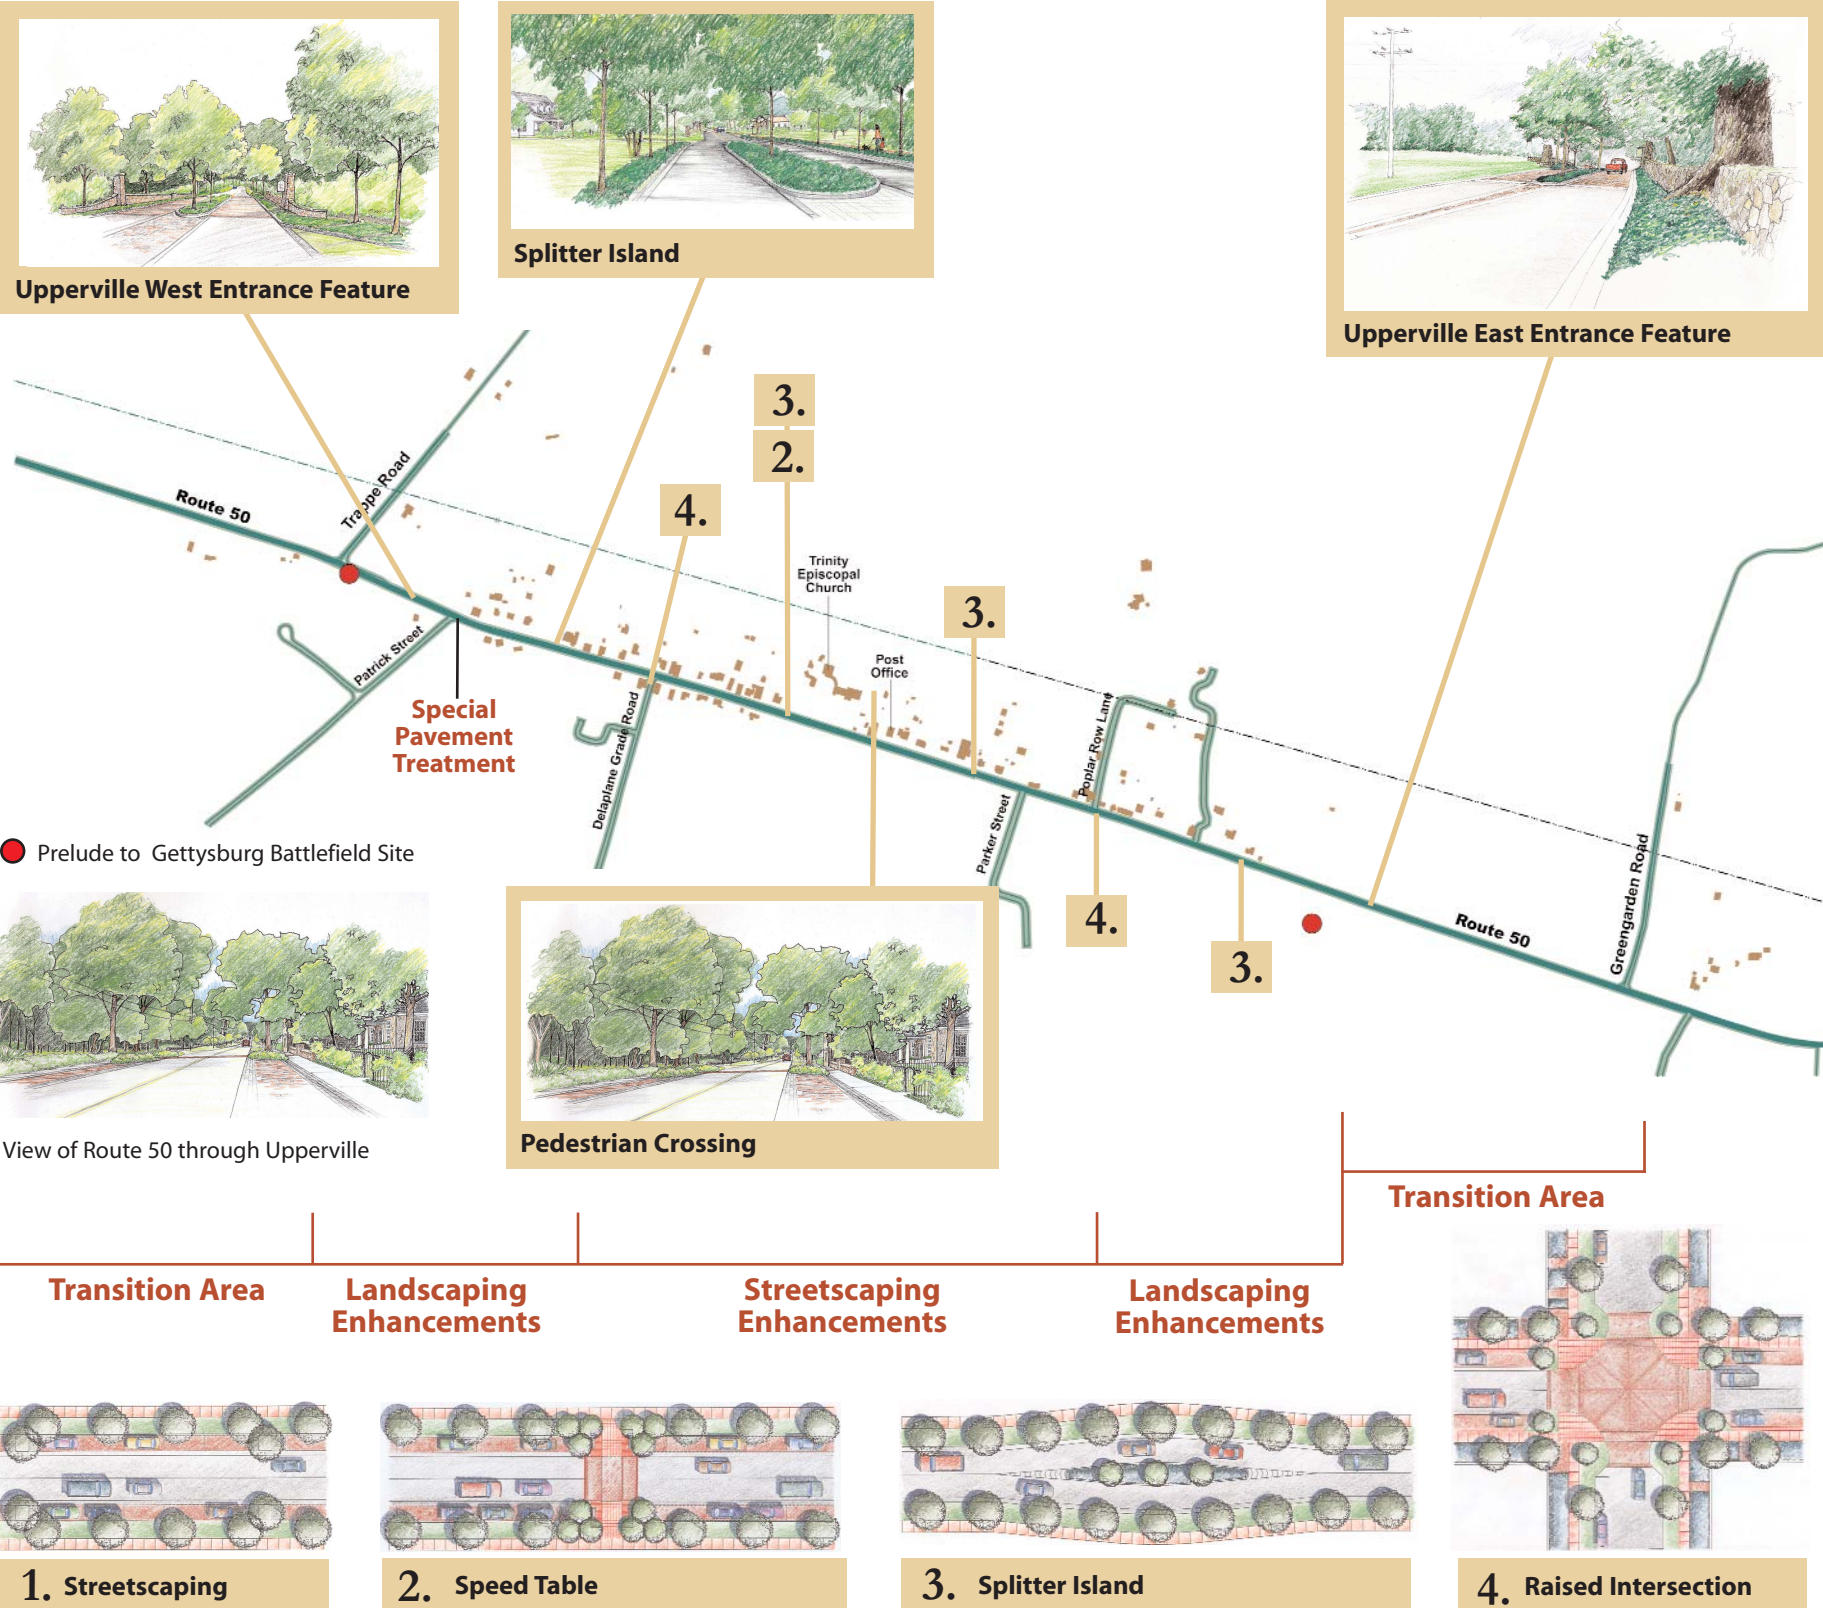 Upperville West Entrance Feature
Splitter Island
Upperville East Entrance Feature
3.
2.
4.
Trappe Road
Route 50
Trinity
Episcopal
Church
3.
Post
Office
Patrick Street
Special
Pavement
Treatment
Delaplane Grade Road
Poplar Row Lane
Parker Street
Greengarden Road
Route 50
4.
3.
Prelude to Gettysburg Battlefield Site
View of Route 50 through Upperville
Pedestrian Crossing
Transition Area
Transition Area
Landscaping
Enhancements
Streetscaping
Enhancements
Landscaping
Enhancements
1. Streetscaping
2. Speed Table
3. Splitter Island
4. Raised Intersection